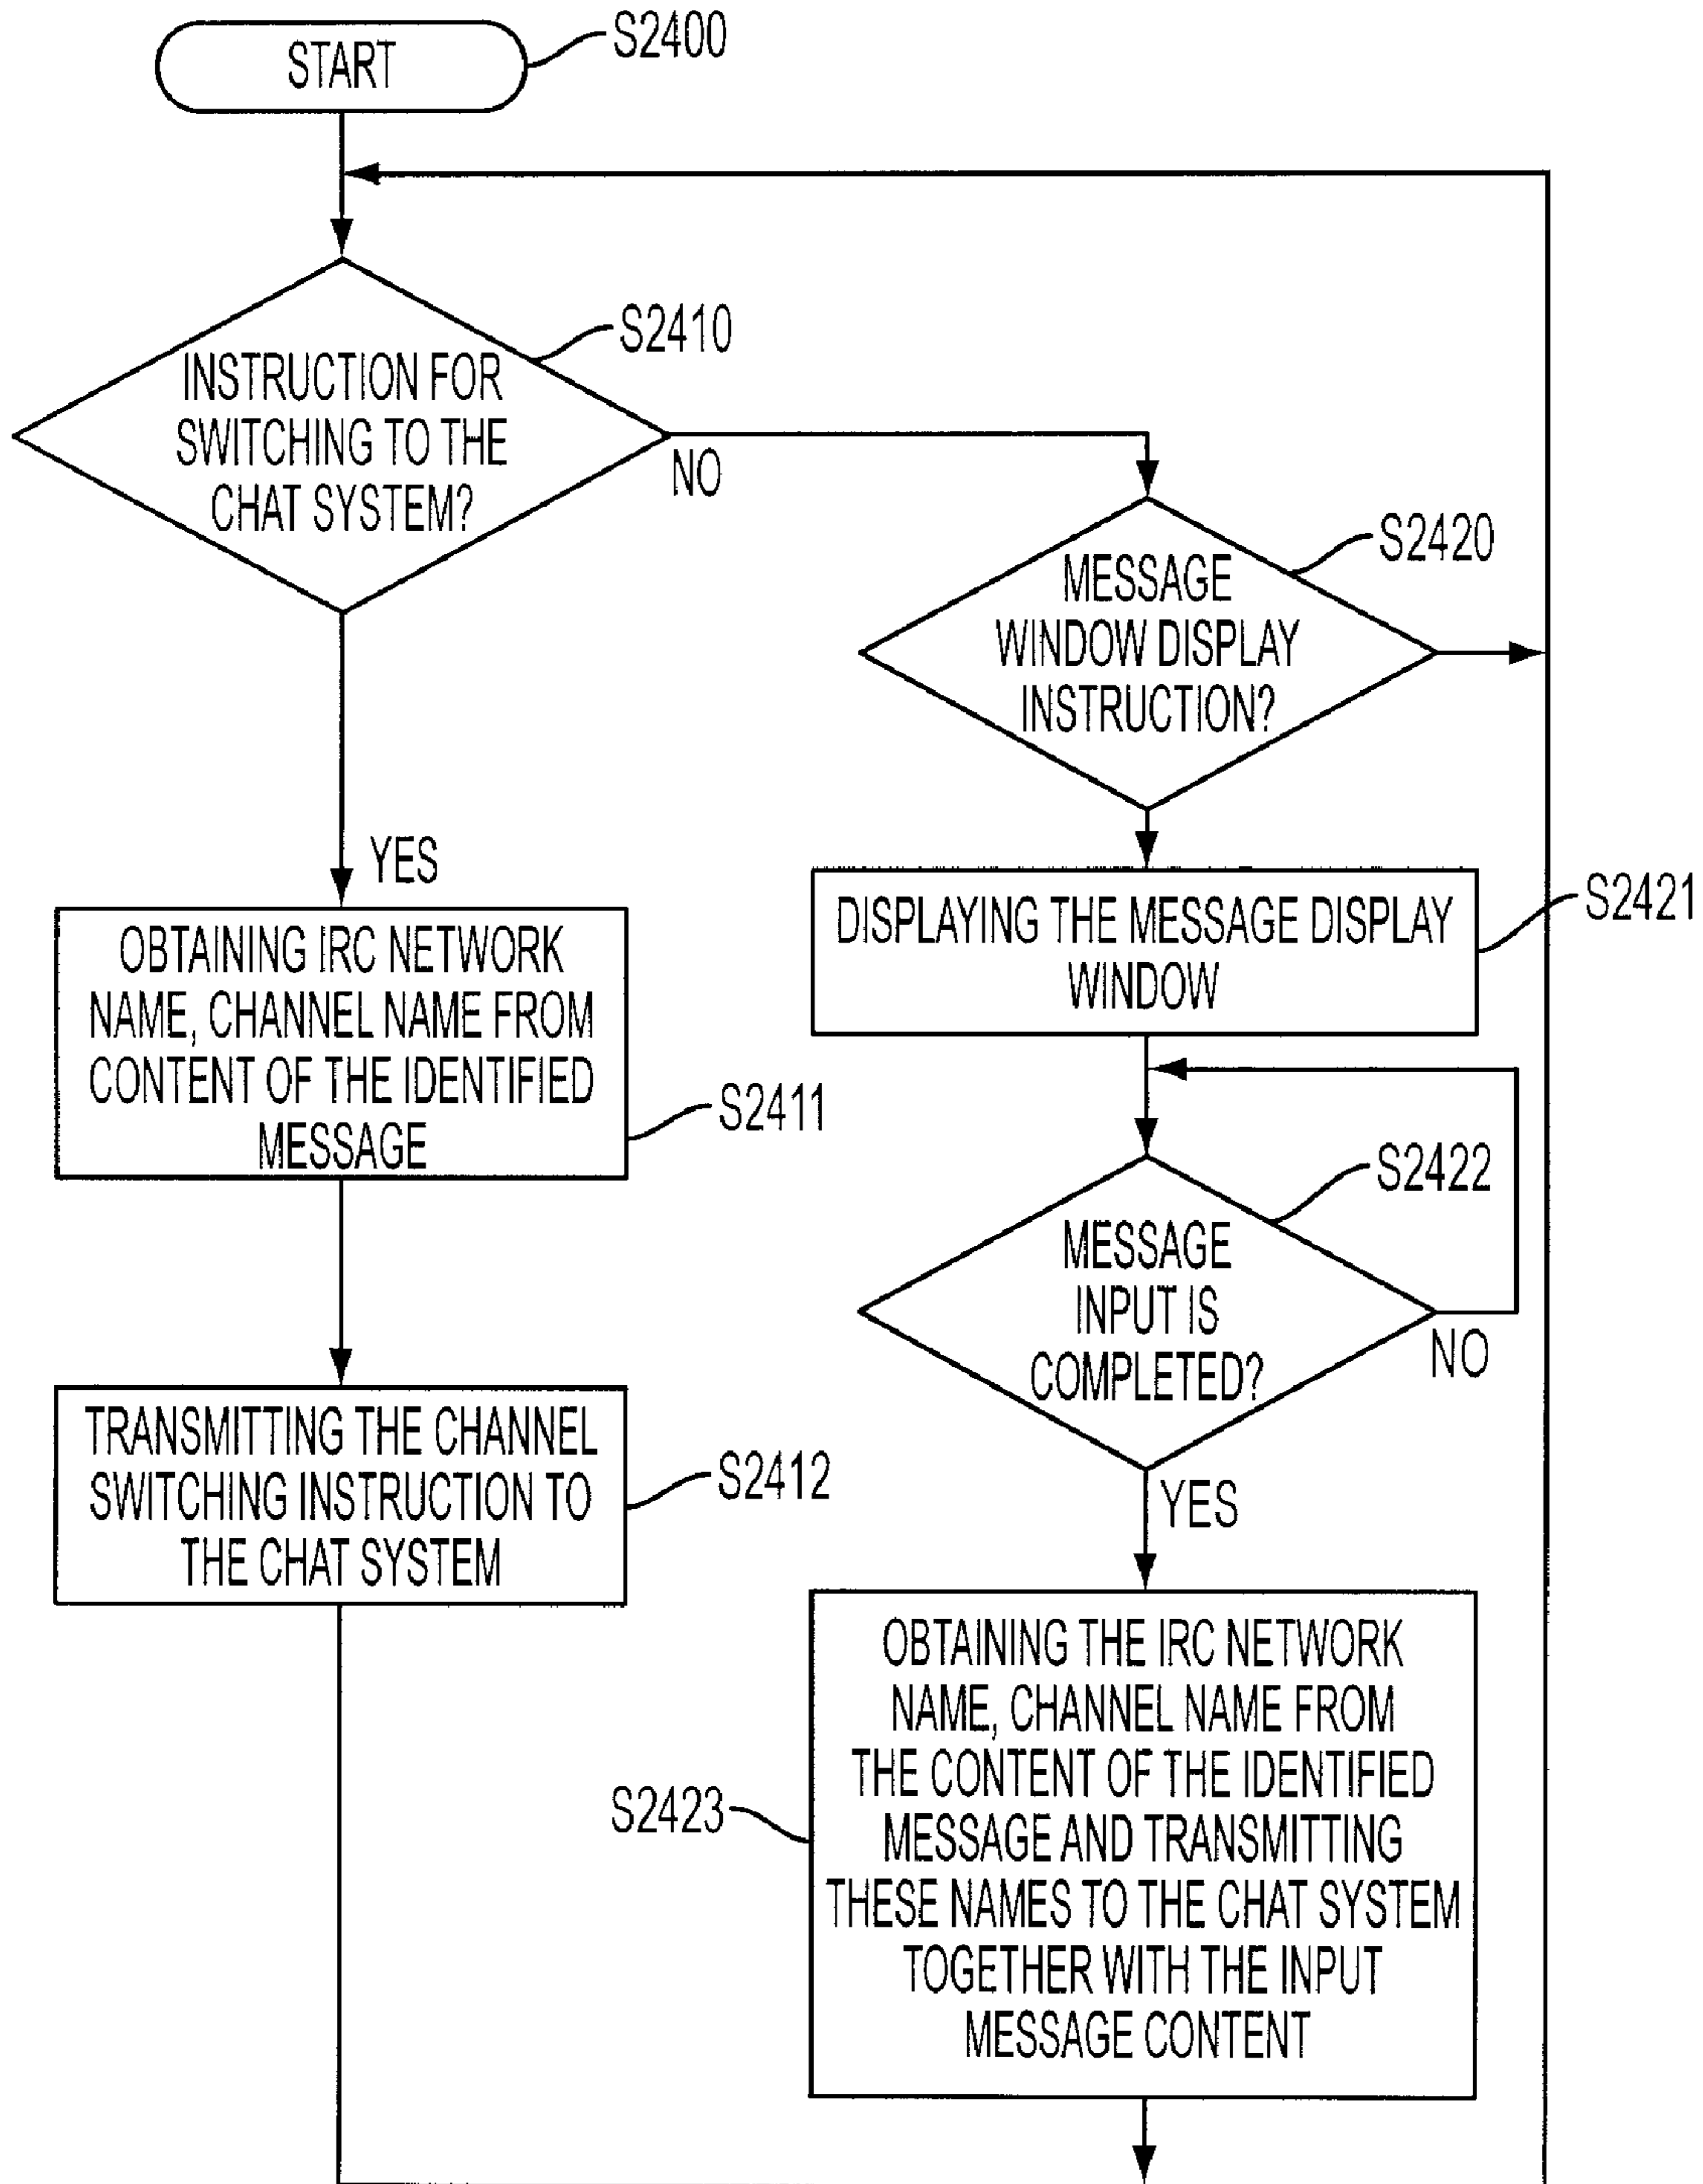 START
S2400
INSTRUCTION FOR
SWITCHING TO THE
CHAT SYSTEM?
S2410
NO
MESSAGE
WINDOW DISPLAY
INSTRUCTION?
S2420
YES
OBTAINING IRC NETWORK
NAME, CHANNEL NAME FROM
CONTENT OF THE IDENTIFIED
MESSAGE
S2411
DISPLAYING THE MESSAGE DISPLAY
WINDOW
S2421
MESSAGE
INPUT IS
COMPLETED?
S2422
NO
YES
TRANSMITTING THE CHANNEL
SWITCHING INSTRUCTION TO
THE CHAT SYSTEM
S2412
OBTAINING THE IRC NETWORK
NAME, CHANNEL NAME FROM
THE CONTENT OF THE IDENTIFIED
MESSAGE AND TRANSMITTING
THESE NAMES TO THE CHAT SYSTEM
TOGETHER WITH THE INPUT
MESSAGE CONTENT
S2423